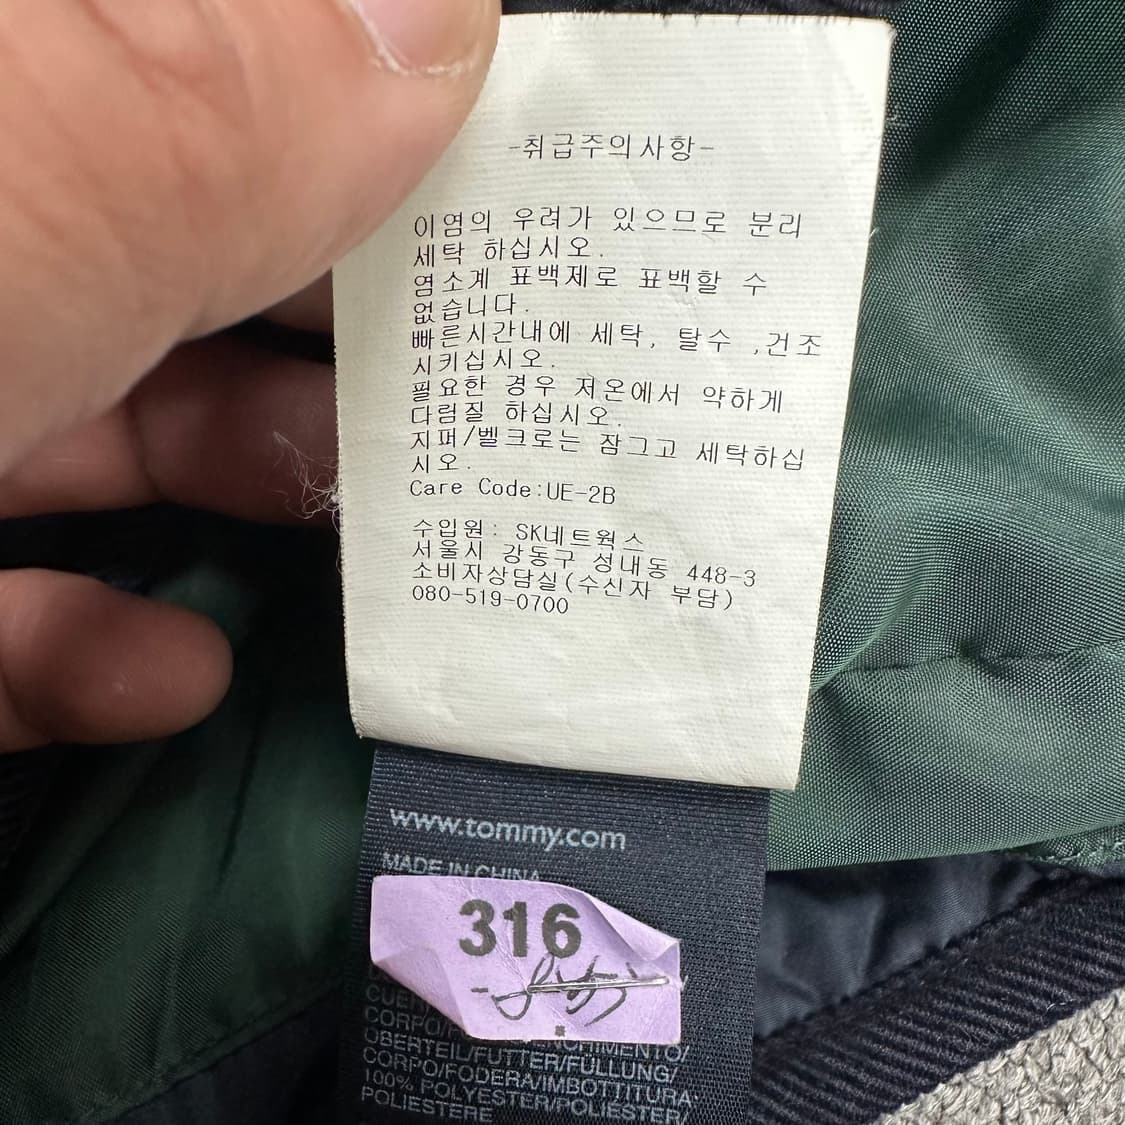 -취급주의사항-
이염의 우려가 있으므로 분리
세탁 하십시오.
염소계 표백제로 표백할 수
없습니다.
빠른시간내에 세탁, 탈수 ,건조
시키십시오.
필요한 경우 저온에서 약하게
다림질 하십시오.
지퍼/벨크로는 잠그고 세탁하십
시오.
Care Code:UE-2B
수입원: SK네트웍스
서울시 강동구 성내동 448-3
소비자상담실(수신자 부담)
080-519-0700
www.tommy.com
MADE IN CHINA
316
OBERTEIL/FUTTER/FÜLLUNG/
CORPO/FODERA/IMBOTTITURA:
100% POLYESTER/POLIESTER/
POLIESTERE